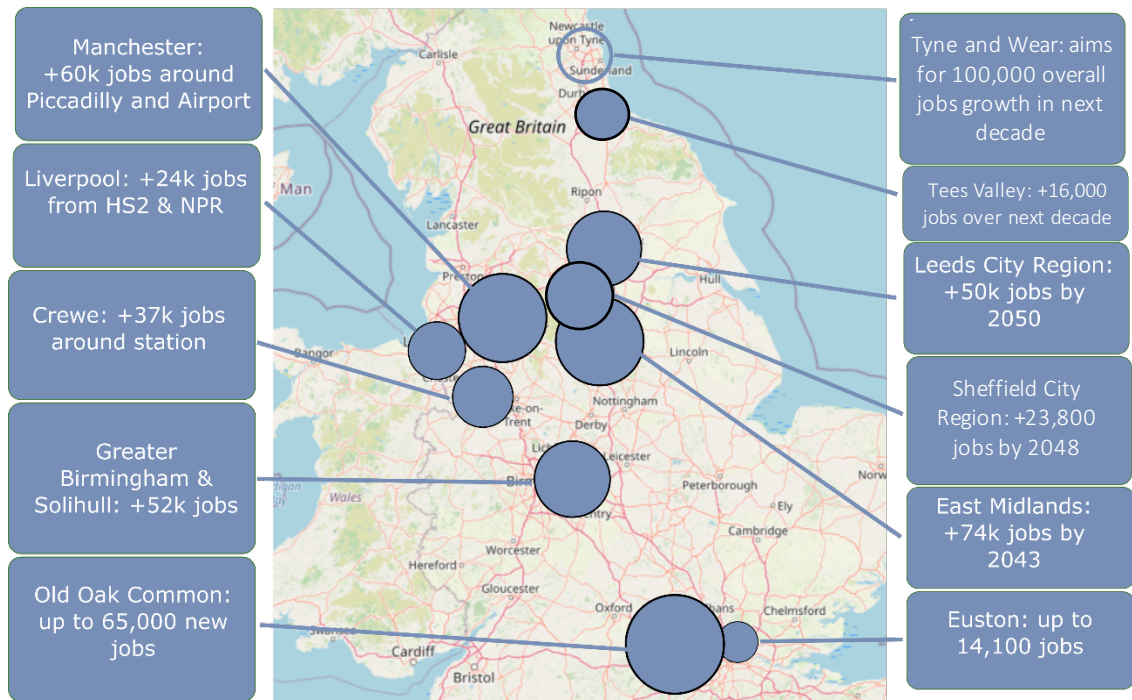 Manchester:
+60k jobs around
Piccadilly and Airport
Liverpool: +24k jobs
from HS2 & NPR
Crewe: +37k jobs
around station
Greater
Birmingham &
Solihull: +52k jobs
Old Oak Common:
up to 65,000 new
jobs
Newcastle
upon Tyne
Carlisle
Sunderland
Great Britain
Man
Ripon
Lancaster
Preston
Hull
Bangor
Lincoln
Nottingham
Derby
Leicester
Peterborough
Wales
Ely
Cambridge
Worcester
Hereford
Gloucester
Oxford
Chelmsford
Swansea
Cardiff
Bristol
Tyne and Wear: aims
for 100,000 overall
jobs growth in next
decade
Tees Valley: +16,000
jobs over next decade
Leeds City Region:
+50k jobs by
2050
Sheffield City
Region: +23,800
jobs by 2048
East Midlands:
+74k jobs by
2043
Euston: up to
14,100 jobs